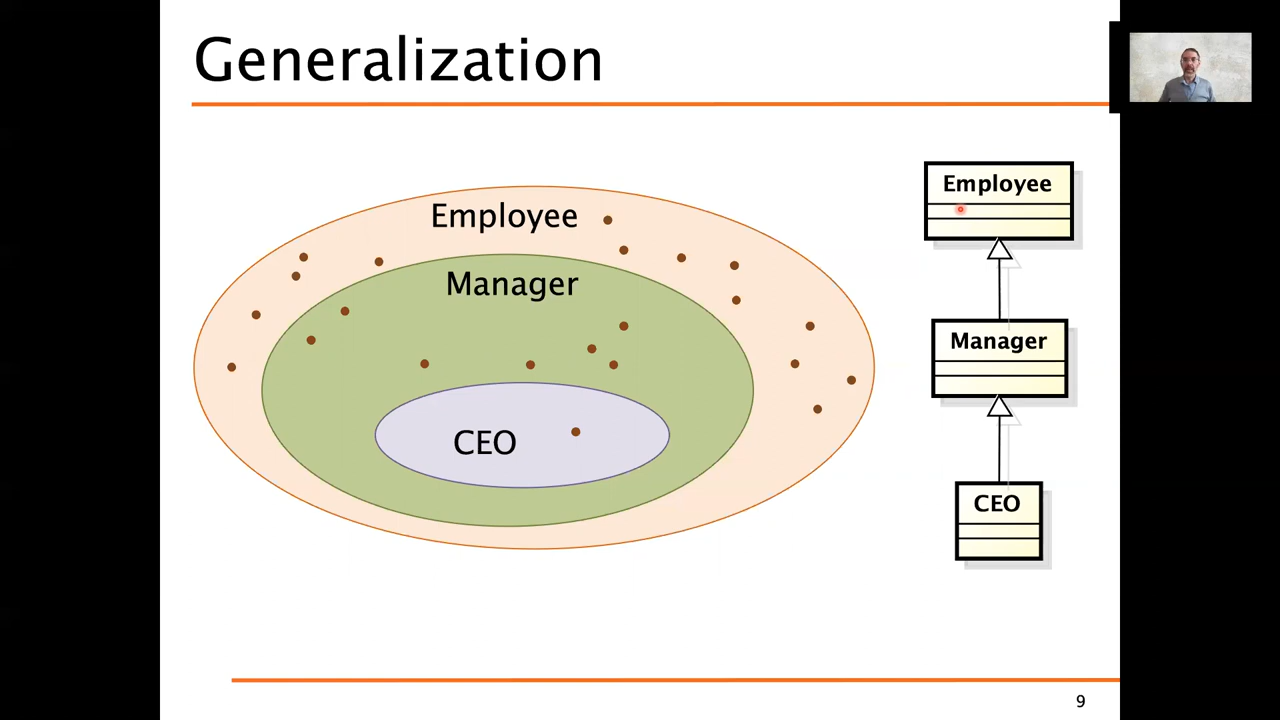 Generalization
Employee
Manager
CEO
Employee
Manager
CEO
9